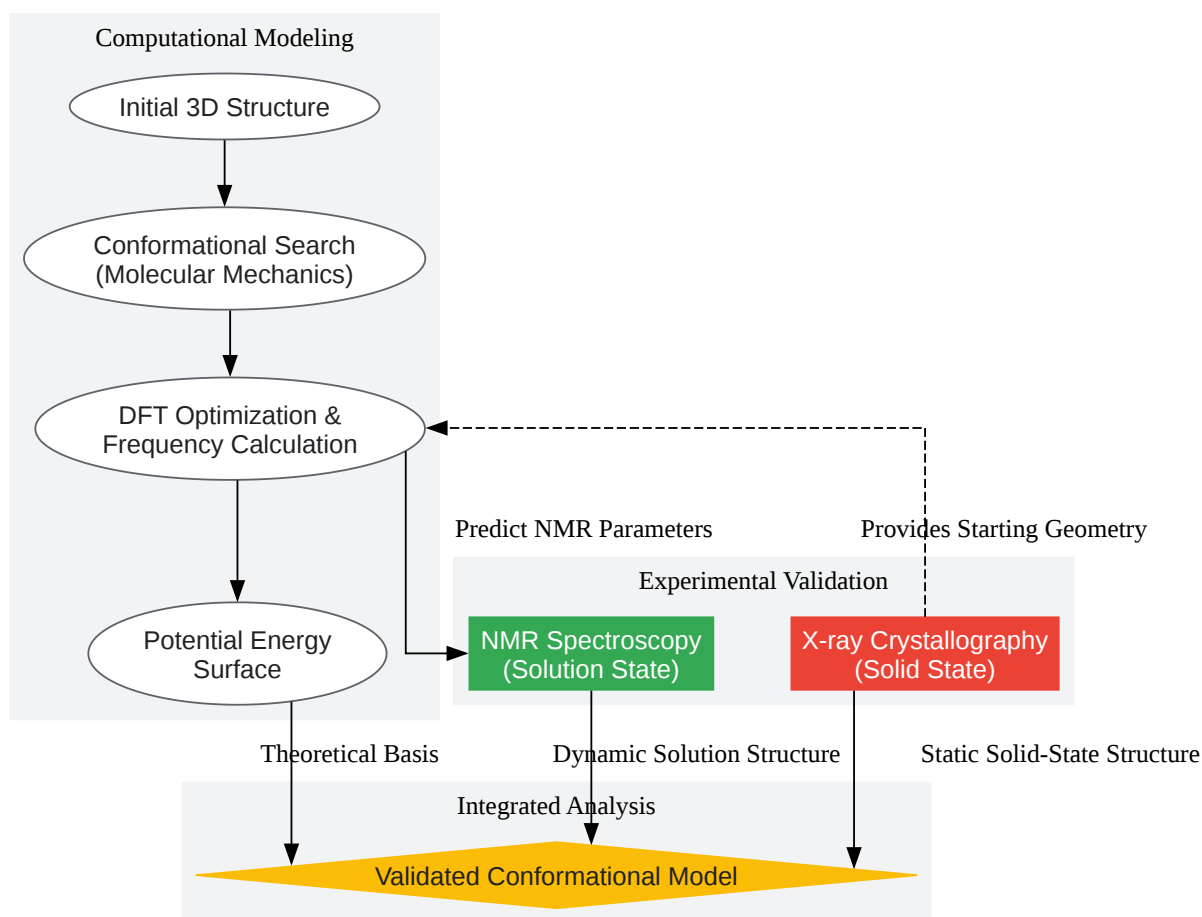 Computational Modeling
Initial 3D Structure
Conformational Search
(Molecular Mechanics)
DFT Optimization &
Frequency Calculation
Predict NMR Parameters
Provides Starting Geometry
Experimental Validation
NMR Spectroscopy
(Solution State)
X-ray Crystallography
(Solid State)
Potential Energy
Surface
Theoretical Basis
Dynamic Solution Structure
Static Solid-State Structure
Integrated Analysis
Validated Conformational Model